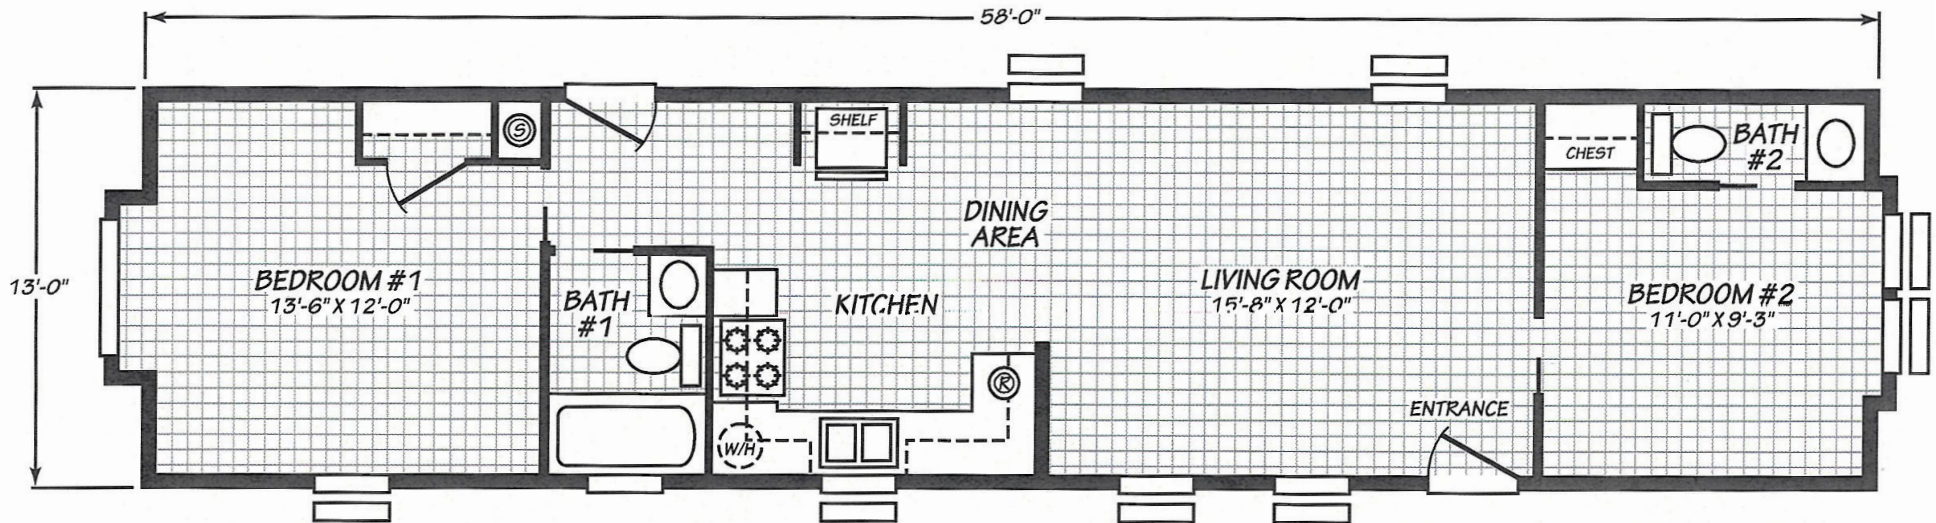 58'-0"
13'-0"
S
SHELF
CHEST
BATH
#2
DINING
AREA
BEDROOM #1
13'-6" X 12'-0"
BATH
#1
KITCHEN
LIVING ROOM
15'-8" X 12'-0"
BEDROOM #2
11'-0" X 9'-3"
R
ENTRANCE
W/H